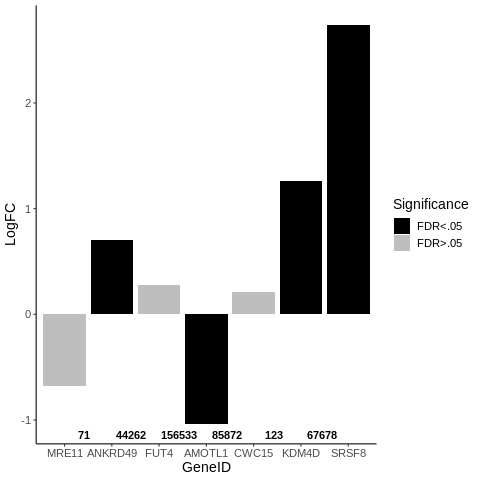 2
1
0
-1
LogFC
71 44262 156533 85872 123 67678
MRE11 ANKRD49 FUT4 AMOTL1 CWC15 KDM4D SRSF8
GeneID
Significance
FDR<.05
FDR>.05